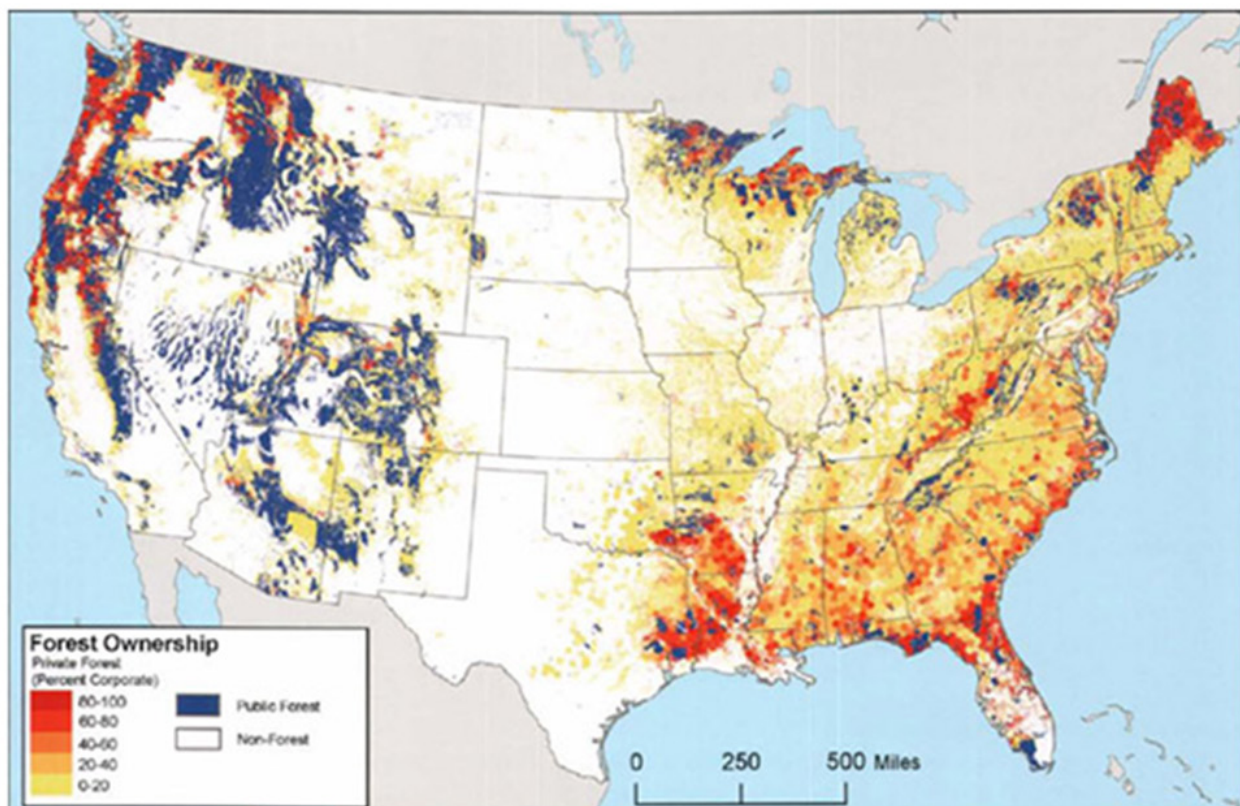 Forest Ownership
Private Forest
(Percent Corporate)
80-100
60-80
40-60
20-40
0-20
Public Forest
Non-Forest
0 250 500 Miles